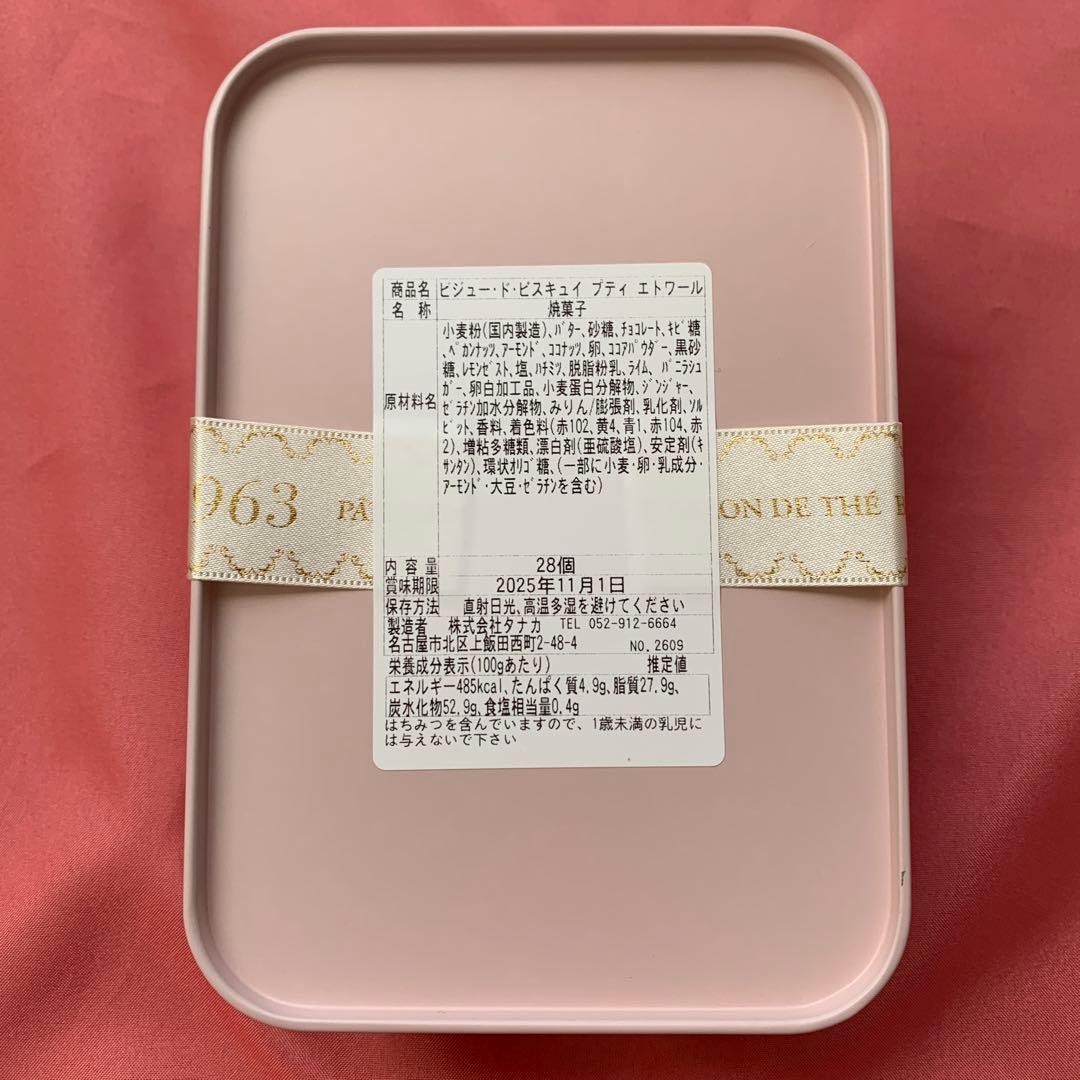 商品名 ビジュー・ド・ビスキュイ プティ エトワール
名称 焼菓子
原材料名
小麦粉(国内製造)、ﾊﾞﾀｰ、砂糖、ﾁｮｺﾚｰﾄ、ｷﾋﾞ糖
、ﾍﾟｶﾝﾅｯﾂ、ｱｰﾓﾝﾄﾞ、ｺｺﾅｯﾂ、卵、ｺｺｱﾊﾟｳﾀﾞｰ、黒砂
糖、ﾚﾓﾝｾﾞｽﾄ、塩、ﾊﾁﾐﾂ、脱脂粉乳、ﾗｲﾑ、ﾊﾞﾆﾗｼｭ
ｶﾞｰ、卵白加工品、小麦蛋白分解物、ｼﾞﾝｼﾞｬｰ、
ｾﾞﾗﾁﾝ加水分解物、みりん/膨張剤、乳化剤、ｿﾙ
ﾋﾞｯﾄ、香料、着色料(赤102、黄4、青1、赤104、赤
2)、増粘多糖類、漂白剤(亜硫酸塩)、安定剤(ｷ
ｻﾝﾀﾝ)、環状ｵﾘｺﾞ糖、(一部に小麦・卵・乳成分・
ｱｰﾓﾝﾄﾞ・大豆・ｾﾞﾗﾁﾝを含む)
963 PÂ
ON DE THÉ
内容量 28個
賞味期限 2025年11月1日
保存方法 直射日光、高温多湿を避けてください
製造者 株式会社タナカ TEL 052-912-6664
名古屋市北区上飯田西町2-48-4 NO.2609
栄養成分表示(100gあたり) 推定値
エネルギー485kcal、たんぱく質4.9g、脂質27.9g、
炭水化物52.9g、食塩相当量0.4g
はちみつを含んでいますので、1歳未満の乳児に
は与えないで下さい